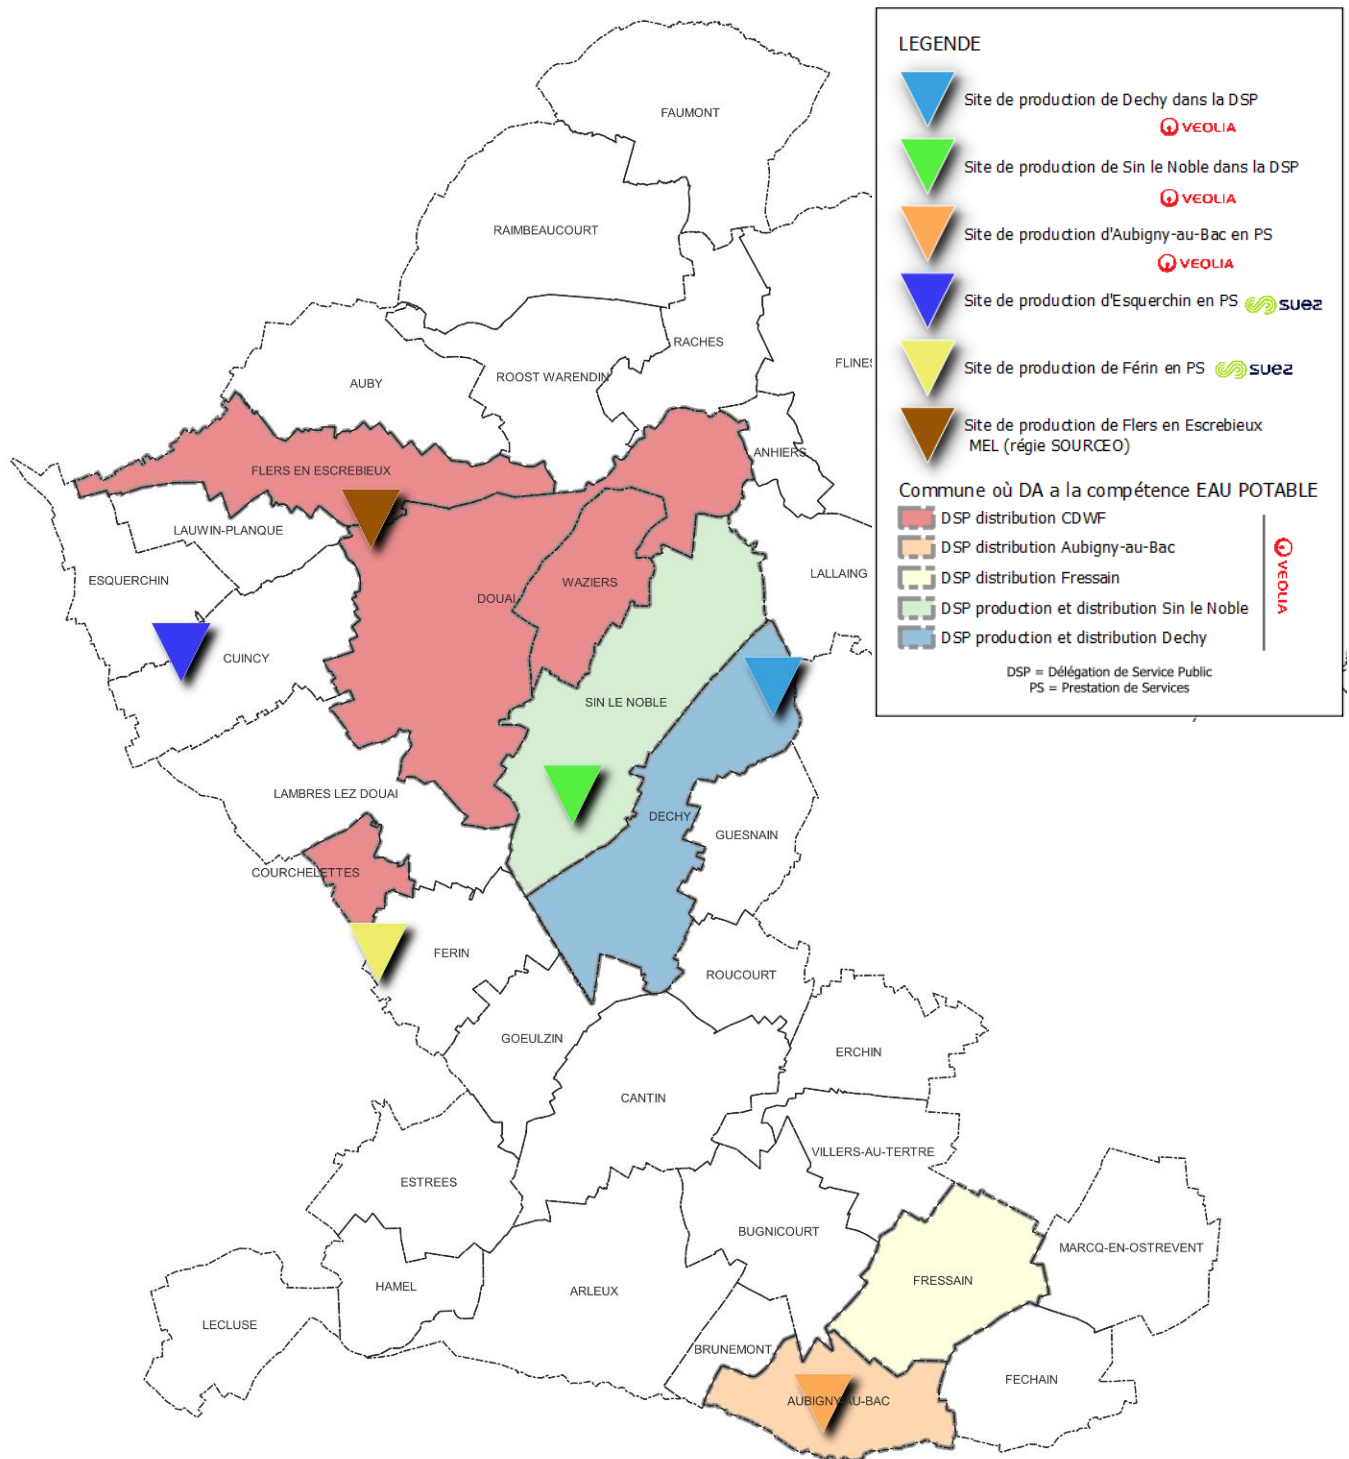 LEGENDE
Site de production de Dechy dans la DSP
VEOLIA
Site de production de Sin le Noble dans la DSP
VEOLIA
Site de production d'Aubigny-au-Bac en PS
VEOLIA
Site de production d'Esquerchin en PS suez
Site de production de Férin en PS suez
Site de production de Flers en Escrebieux
MEL (régie SOURCEO)
Commune où DA a la compétence EAU POTABLE
DSP distribution CDWF
DSP distribution Aubigny-au-Bac
DSP distribution Fressain
DSP production et distribution Sin le Noble
DSP production et distribution Dechy
VEOLIA
DSP = Délégation de Service Public
PS = Prestation de Services
FAUMONT
RAIMBEAUCOURT
RACHES
FLINES
ROOST WARENDIN
AUBY
ANHIERS
FLERS EN ESCREBIEUX
LAUWIN-PLANQUE
ESQUERCHIN
WAZIERS
LALLAING
DOUAI
CUINCY
SIN LE NOBLE
LAMBRES LEZ DOUAI
DECHY
GUESNAIN
COURCHELETTES
FERIN
ROUCOURT
GOEULZIN
ERCHIN
CANTIN
VILLERS-AU-TERTRE
ESTREES
BUGNICOURT
MARCQ-EN-OSTREVENT
FRESSAIN
HAMEL
ARLEUX
LECLUSE
BRUNEMONT
FECHAIN
AUBIGNY-AU-BAC